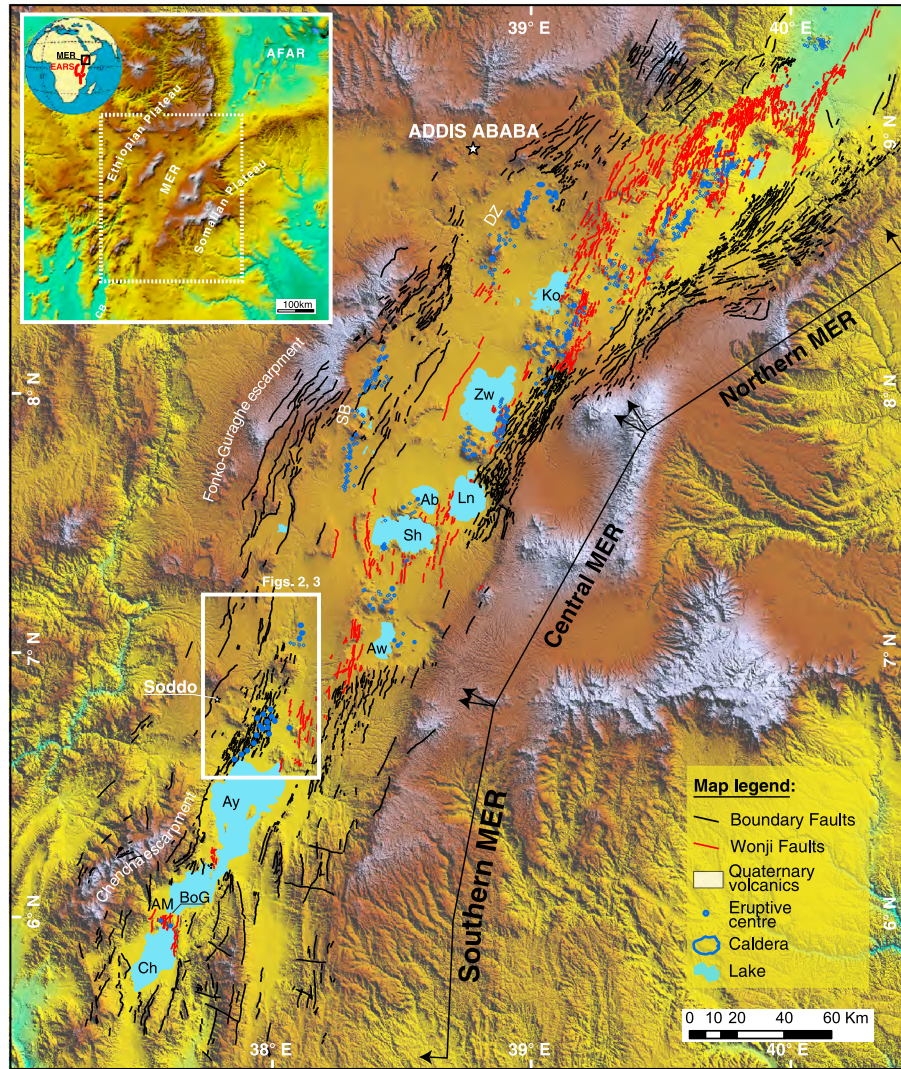 39° E
40° E
MER
EARS
AFAR
Ethiopian Plateau
MER
Somalian Plateau
GB
100km
ADDIS ABABA
9° N
DZ
Ko
Northern MER
8° N
8° N
Zw
SB
Fonko-Guraghe escarpment
Ab
Ln
Sh
Central MER
Figs. 2, 3
7° N
7° N
Aw
Soddo
Ay
Chencha escarpment
Southern MER
BoG
AM
6° N
6° N
Ch
Map legend:
Boundary Faults
Wonji Faults
Quaternary
volcanics
Eruptive
centre
Caldera
Lake
0 10 20 40 60 Km
38° E
39° E
40° E